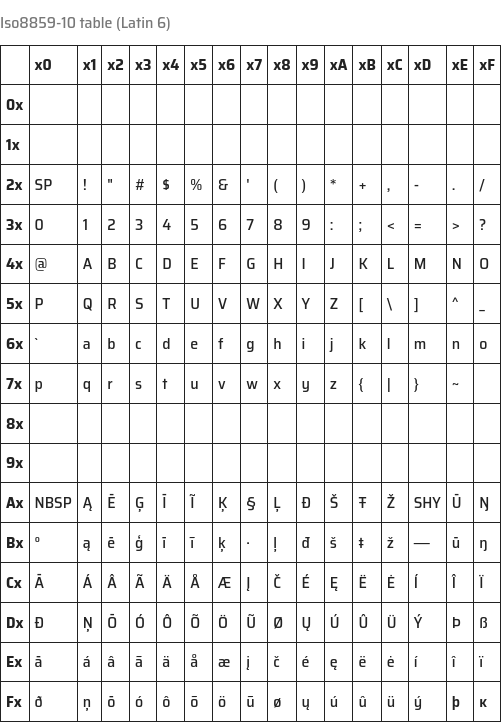 Iso8859-10 table (Latin 6)
x0 x1 x2 x3 x4 x5 x6 x7 x8 x9 xA xB xC xD xE xF
0x
1x
2x SP ! " # $ % & ' ( ) * + , - . /
3x 0 1 2 3 4 5 6 7 8 9 : ; < = > ?
4x @ A B C D E F G H I J K L M N O
5x P Q R S T U V W X Y Z [ \ ] ^ _
6x ` a b c d e f g h i j k l m n o
7x p q r s t u v w x y z { | } ~
8x
9x
Ax NBSP Ą Ē Ģ Ī Ĩ Ķ § Ļ Đ Š Ŧ Ž SHY Ū Ŋ
Bx ° ą ē ģ ī ĩ ķ · ļ đ š ŧ ž ― ū ŋ
Cx Ā Á Â Ã Ä Å Æ Į Č É Ę Ë Ė Í Î Ï
Dx Ð Ņ Ō Ó Ô Õ Ö Ũ Ø Ų Ú Û Ü Ý Þ ß
Ex ā á â ã ä å æ į č é ę ë ė í î ï
Fx ð ņ ō ó ô õ ö ũ ø ų ú û ü ý þ ĸ